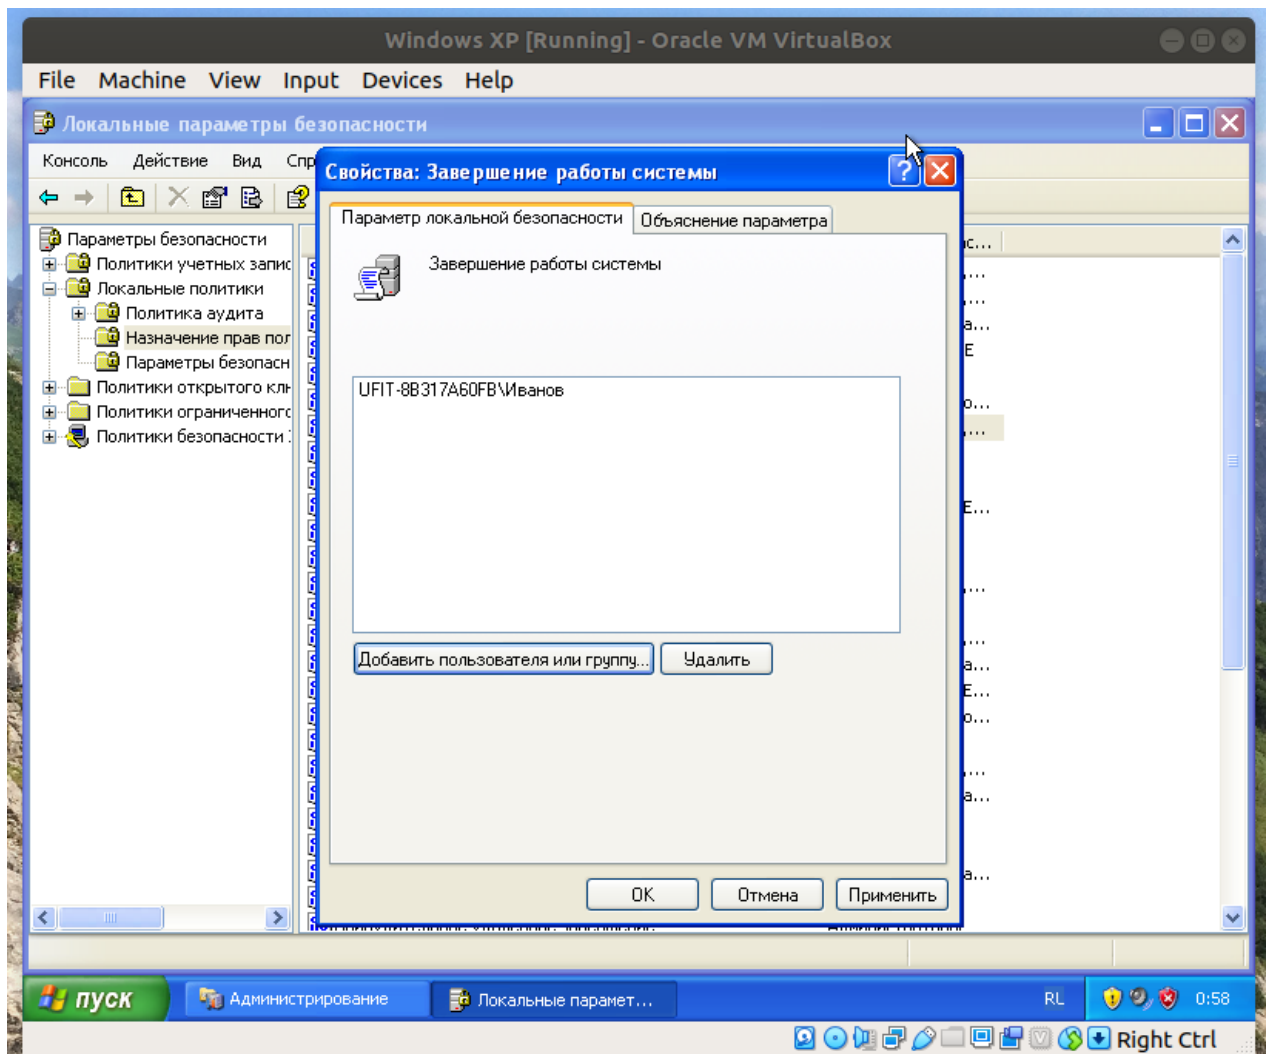 Windows XP [Running] - Oracle VM VirtualBox
File Machine View Input Devices Help
Локальные параметры безопасности
Консоль Действие Вид Спр
Свойства: Завершение работы системы
Параметр локальной безопасности Объяснение параметра
Завершение работы системы
UFIT-8B317A60FB\Иванов
Добавить пользователя или группу... Удалить
OK Отмена Применить
Параметры безопасности
Политики учетных запис
Локальные политики
Политика аудита
Назначение прав пол
Параметры безопасн
Политики открытого клю
Политики ограниченного
Политики безопасности
пуск Администрирование Локальные парамет... RL 0:58
Right Ctrl